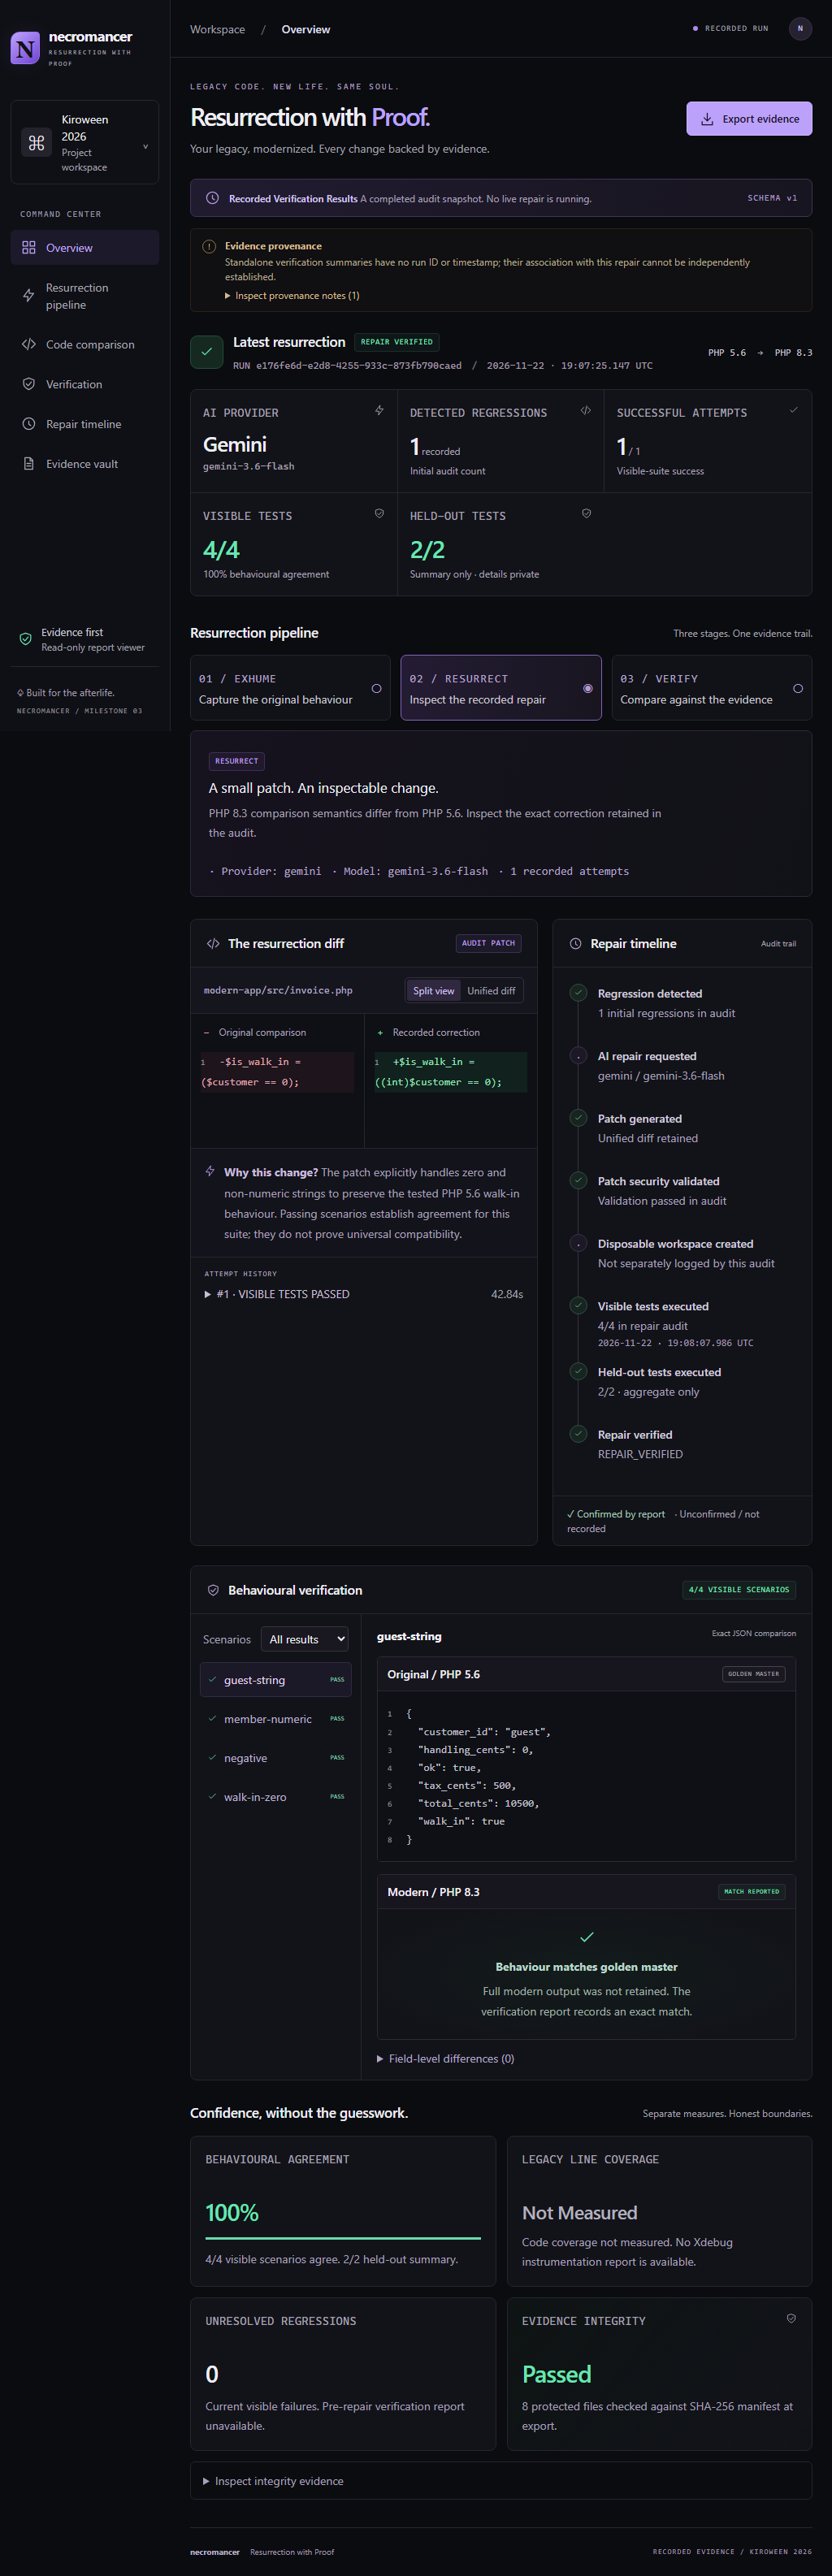 N
necromancer
RESURRECTION WITH
PROOF
Kiroween
2026
Project
workspace
COMMAND CENTER
Overview
Resurrection
pipeline
Code comparison
Verification
Repair timeline
Evidence vault
Evidence first
Read-only report viewer
Built for the afterlife.
NECROMANCER / MILESTONE 03
Workspace / Overview
RECORDED RUN
N
LEGACY CODE. NEW LIFE. SAME SOUL.
Resurrection with Proof.
Your legacy, modernized. Every change backed by evidence.
Export evidence
Recorded Verification Results A completed audit snapshot. No live repair is running.
SCHEMA v1
Evidence provenance
Standalone verification summaries have no run ID or timestamp; their association with this repair cannot be independently
established.
▶ Inspect provenance notes (1)
Latest resurrection REPAIR VERIFIED
RUN e176fe6d-e2d8-4255-933c-873fb790caed / 2026-11-22 · 19:07:25.147 UTC
PHP 5.6 → PHP 8.3
AI PROVIDER
Gemini
gemini-3.6-flash
DETECTED REGRESSIONS
1 recorded
Initial audit count
SUCCESSFUL ATTEMPTS
1 / 1
Visible-suite success
VISIBLE TESTS
4/4
100% behavioural agreement
HELD-OUT TESTS
2/2
Summary only · details private
Resurrection pipeline
Three stages. One evidence trail.
01 / EXHUME
Capture the original behaviour
02 / RESURRECT
Inspect the recorded repair
03 / VERIFY
Compare against the evidence
RESURRECT
A small patch. An inspectable change.
PHP 8.3 comparison semantics differ from PHP 5.6. Inspect the exact correction retained in
the audit.
· Provider: gemini · Model: gemini-3.6-flash · 1 recorded attempts
The resurrection diff
AUDIT PATCH
modern-app/src/invoice.php
Split view Unified diff
− Original comparison
1 -$is_walk_in =
($customer == 0);
+ Recorded correction
1 +$is_walk_in =
((int)$customer == 0);
Why this change? The patch explicitly handles zero and
non-numeric strings to preserve the tested PHP 5.6 walk-in
behaviour. Passing scenarios establish agreement for this
suite; they do not prove universal compatibility.
ATTEMPT HISTORY
▶ #1 · VISIBLE TESTS PASSED 42.84s
Repair timeline
Audit trail
Regression detected
1 initial regressions in audit
AI repair requested
gemini / gemini-3.6-flash
Patch generated
Unified diff retained
Patch security validated
Validation passed in audit
Disposable workspace created
Not separately logged by this audit
Visible tests executed
4/4 in repair audit
2026-11-22 · 19:08:07.986 UTC
Held-out tests executed
2/2 · aggregate only
Repair verified
REPAIR_VERIFIED
✓ Confirmed by report · Unconfirmed / not
recorded
Behavioural verification
4/4 VISIBLE SCENARIOS
Scenarios All results
guest-string PASS
member-numeric PASS
negative PASS
walk-in-zero PASS
guest-string
Exact JSON comparison
Original / PHP 5.6
GOLDEN MASTER
1 {
2 "customer_id": "guest",
3 "handling_cents": 0,
4 "ok": true,
5 "tax_cents": 500,
6 "total_cents": 10500,
7 "walk_in": true
8 }
Modern / PHP 8.3
MATCH REPORTED
Behaviour matches golden master
Full modern output was not retained. The
verification report records an exact match.
▶ Field-level differences (0)
Confidence, without the guesswork.
Separate measures. Honest boundaries.
BEHAVIOURAL AGREEMENT
100%
4/4 visible scenarios agree. 2/2 held-out summary.
LEGACY LINE COVERAGE
Not Measured
Code coverage not measured. No Xdebug
instrumentation report is available.
UNRESOLVED REGRESSIONS
0
Current visible failures. Pre-repair verification report
unavailable.
EVIDENCE INTEGRITY
Passed
8 protected files checked against SHA-256 manifest at
export.
▶ Inspect integrity evidence
necromancer Resurrection with Proof
RECORDED EVIDENCE / KIROWEEN 2026